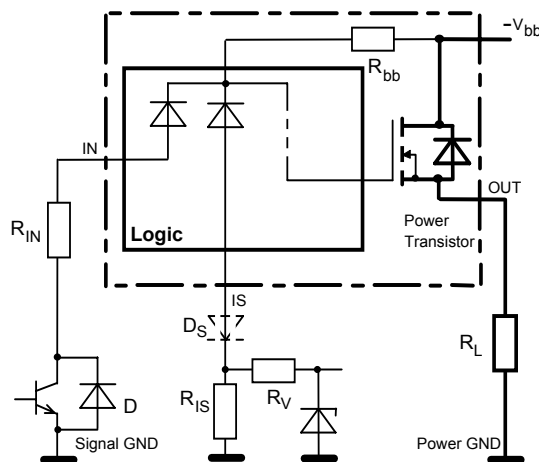 -Vbb
Rbb
IN
OUT
RIN
Logic
Power
Transistor
IS
DS
RL
D
RIS
RV
Signal GND
Power GND